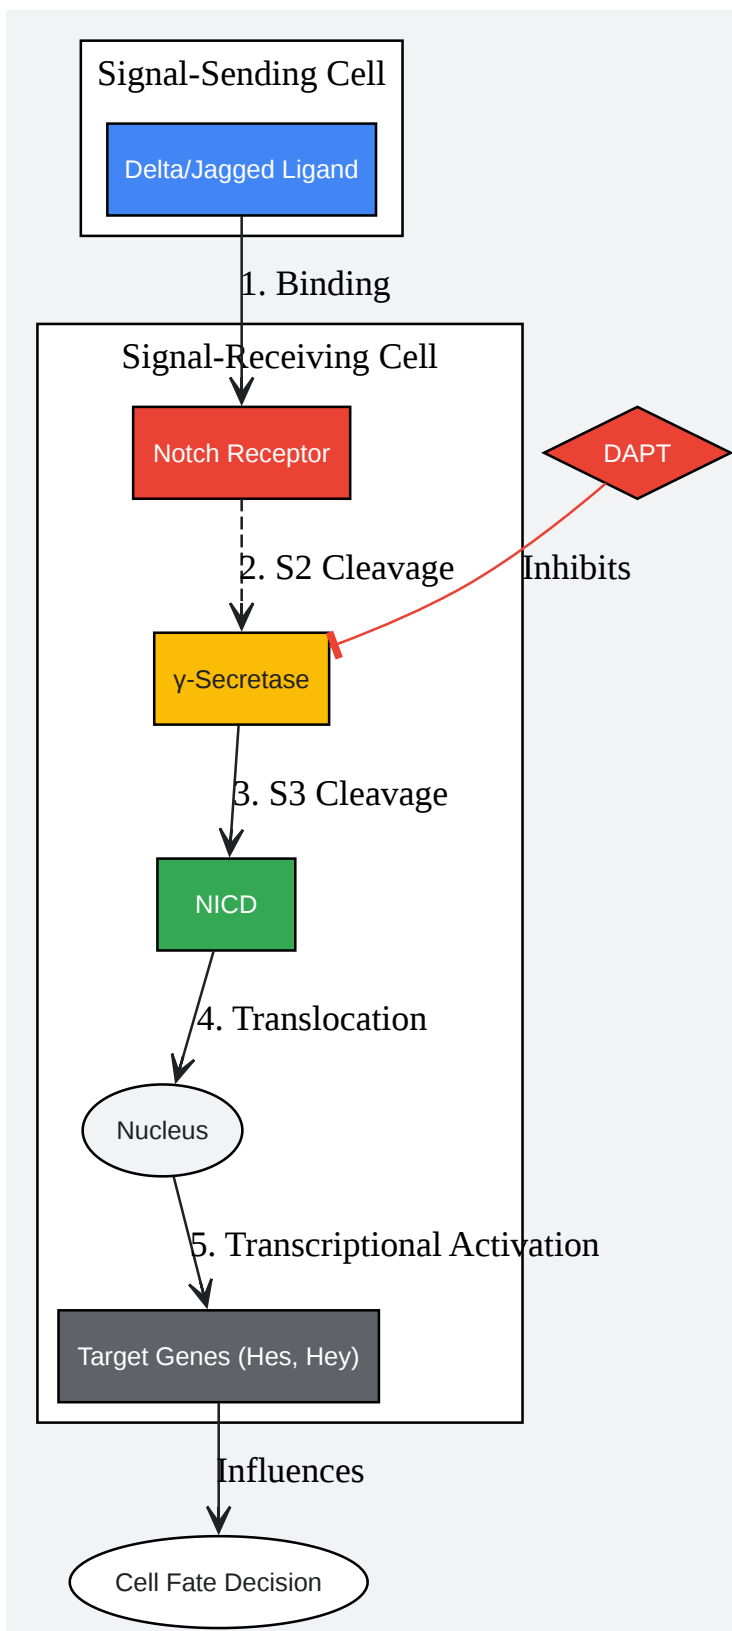 Signal-Sending Cell
Delta/Jagged Ligand
1. Binding
Signal-Receiving Cell
Notch Receptor
DAPT
2. S2 Cleavage
Inhibits
γ-Secretase
3. S3 Cleavage
NICD
4. Translocation
Nucleus
5. Transcriptional Activation
Target Genes (Hes, Hey)
Influences
Cell Fate Decision